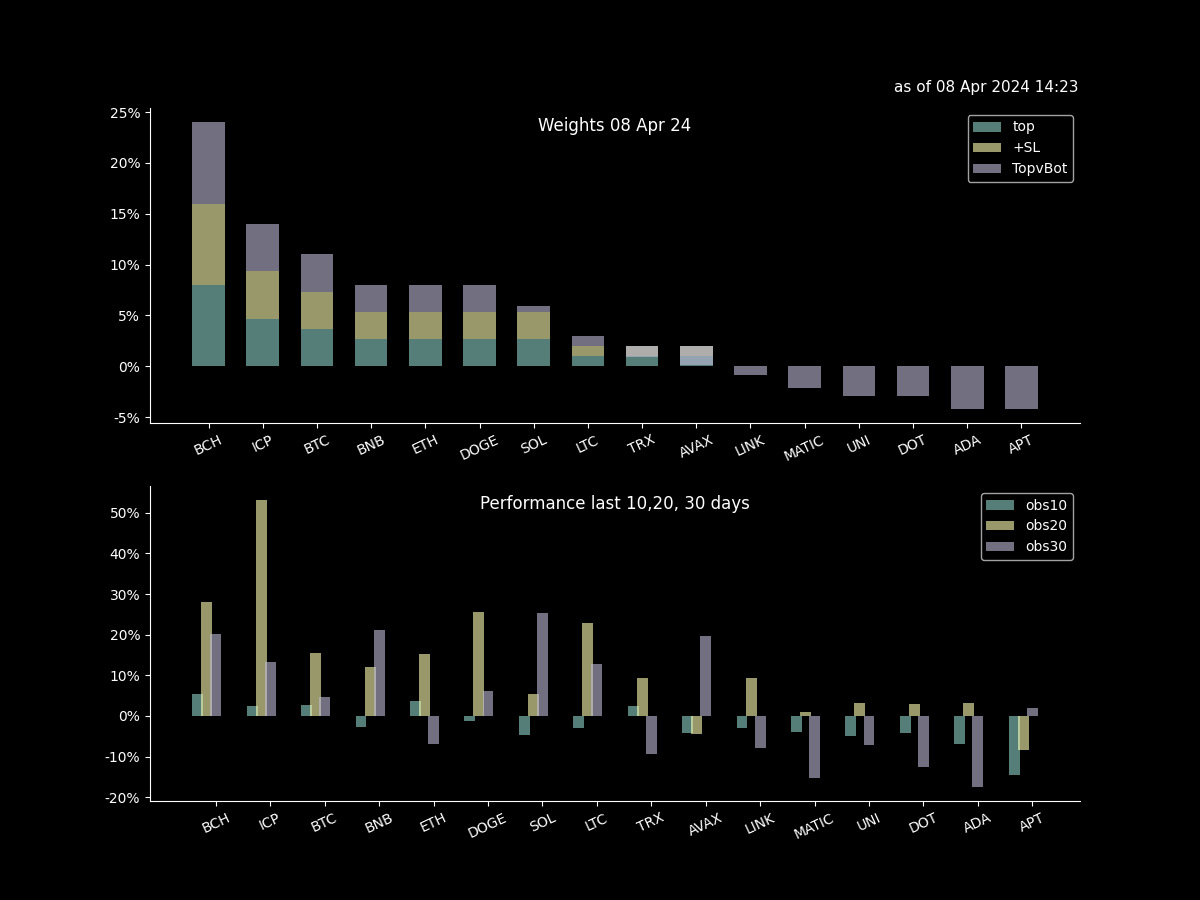 as of 08 Apr 2024 14:23
Weights 08 Apr 24
top
+SL
TopvBot
25%
20%
15%
10%
5%
0%
-5%
BCH ICP BTC BNB ETH DOGE SOL LTC TRX AVAX LINK MATIC UNI DOT ADA APT
Performance last 10,20, 30 days
obs10
obs20
obs30
50%
40%
30%
20%
10%
0%
-10%
-20%
BCH ICP BTC BNB ETH DOGE SOL LTC TRX AVAX LINK MATIC UNI DOT ADA APT